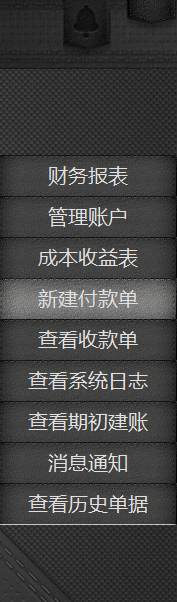 财务报表
管理账户
成本收益表
新建付款单
查看收款单
查看系统日志
查看期初建账
消息通知
查看历史单据